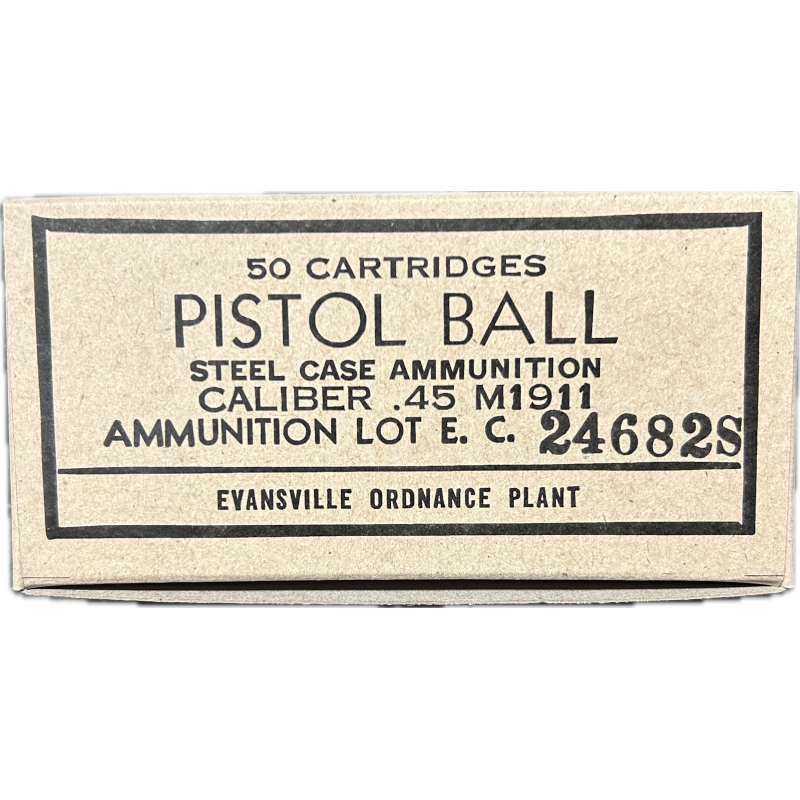 50 CARTRIDGES
PISTOL BALL
STEEL CASE AMMUNITION
CALIBER .45 M1911
AMMUNITION LOT E. C. 24682S
EVANSVILLE ORDNANCE PLANT